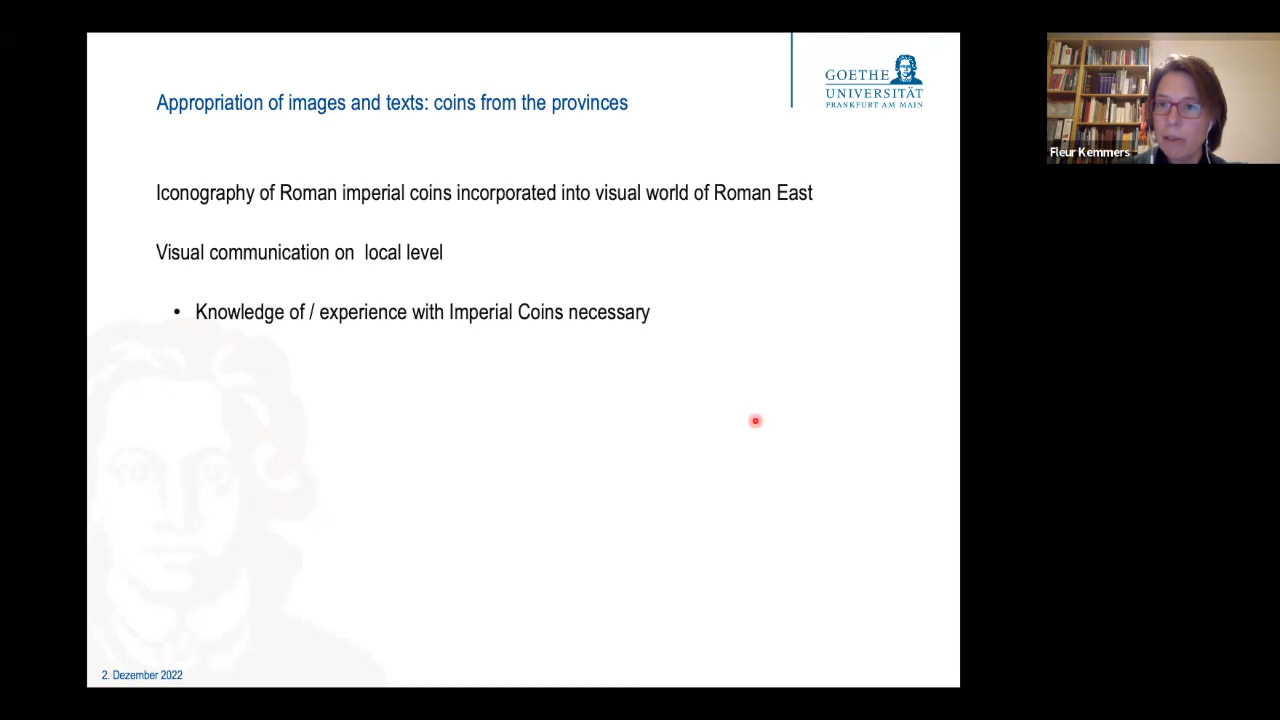 GOETHE
UNIVERSITÄT
FRANKFURT AM MAIN
Appropriation of images and texts: coins from the provinces
Fleur Kemmers
Iconography of Roman imperial coins incorporated into visual world of Roman East
Visual communication on  local level
• Knowledge of / experience with Imperial Coins necessary
2. Dezember 2022